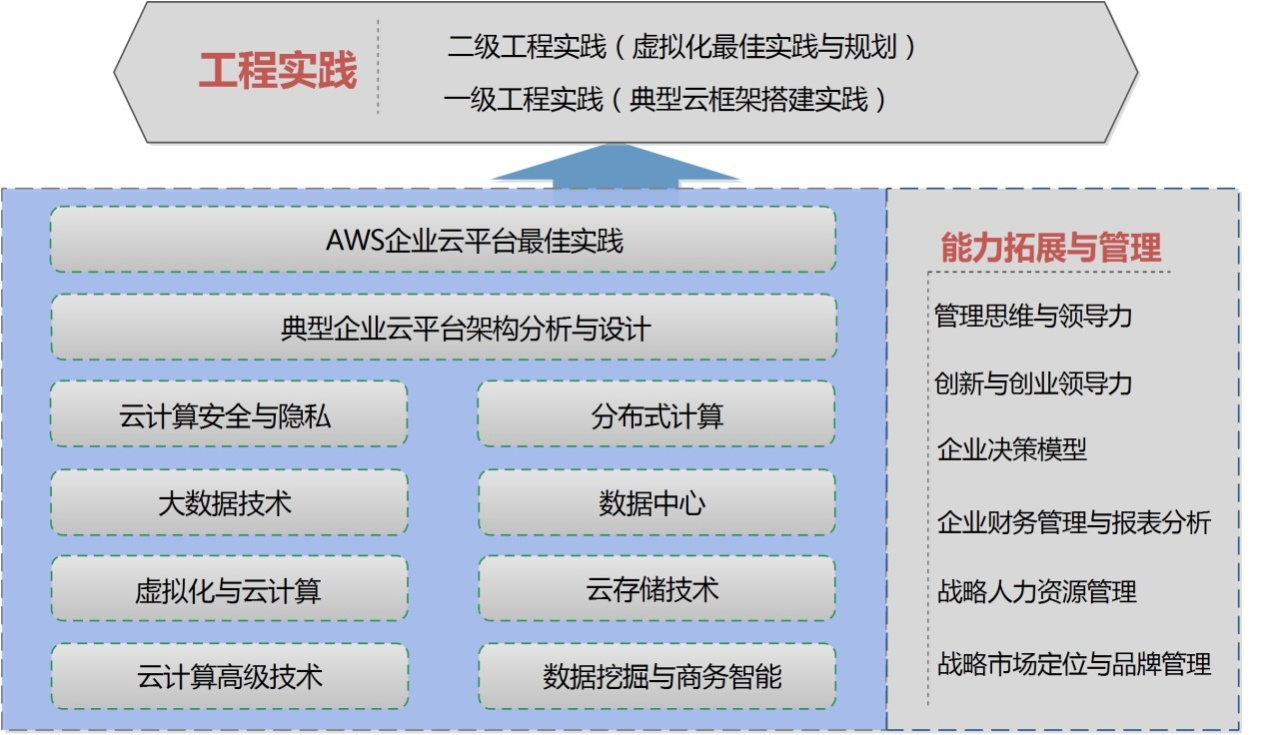 工程实践
二级工程实践（虚拟化最佳实践与规划）
一级工程实践（典型云框架搭建实践）
AWS企业云平台最佳实践
典型企业云平台架构分析与设计
云计算安全与隐私
分布式计算
大数据技术
数据中心
虚拟化与云计算
云存储技术
云计算高级技术
数据挖掘与商务智能
能力拓展与管理
管理思维与领导力
创新与创业领导力
企业决策模型
企业财务管理与报表分析
战略人力资源管理
战略市场定位与品牌管理